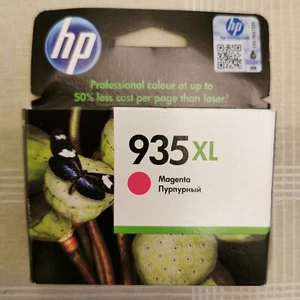 hp
Professional colour at up to
50% less cost per page than laser
935XL
Magenta
Пурпурный